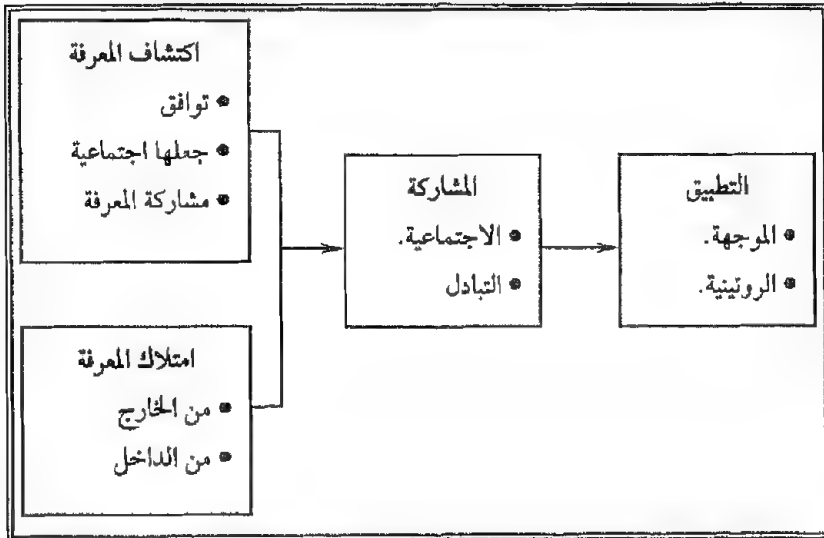 اكتشاف المعرفة
• توافق
• جعلها اجتماعية
• مشاركة المعرفة
امتلاك المعرفة
• من الخارج
• من الداخل
المشاركة
• الاجتماعية.
• التبادل
التطبيق
• الموجهة.
• الروتينية.